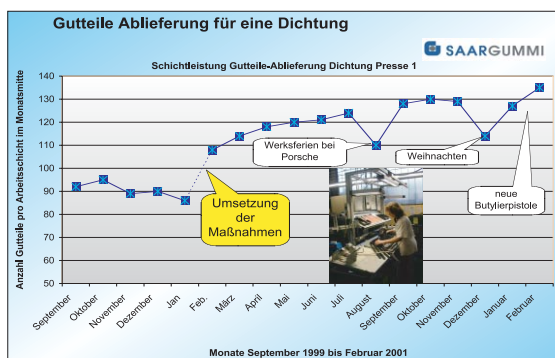 Gutteile Ablieferung für eine Dichtung
SAARGUMMI
Schichtleistung Gutteile-Ablieferung Dichtung Presse 1
Anzahl Gutteile pro Arbeitsschicht im Monatsmitte
140
130
120
110
100
90
80
70
60
50
Werksferien bei
Porsche
Weihnachten
neue
Butylierpistole
Umsetzung
der
Maßnahmen
September
Oktober
November
Dezember
Jan
Feb.
März
April
Mai
Juni
Juli
August
September
Oktober
November
Dezember
Januar
Februar
Monate September 1999 bis Februar 2001